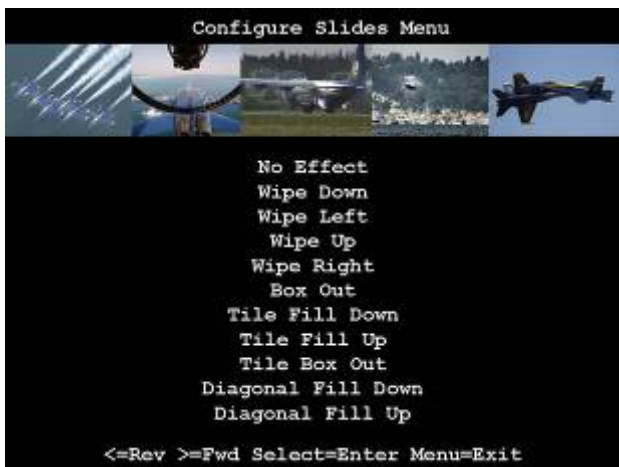 Configure Slides Menu
No Effect
Wipe Down
Wipe Left
Wipe Up
Wipe Right
Box Out
Tile Fill Down
Tile Fill Up
Tile Box Out
Diagonal Fill Down
Diagonal Fill Up
<=Rev >=Fwd Select=Enter Menu=Exit